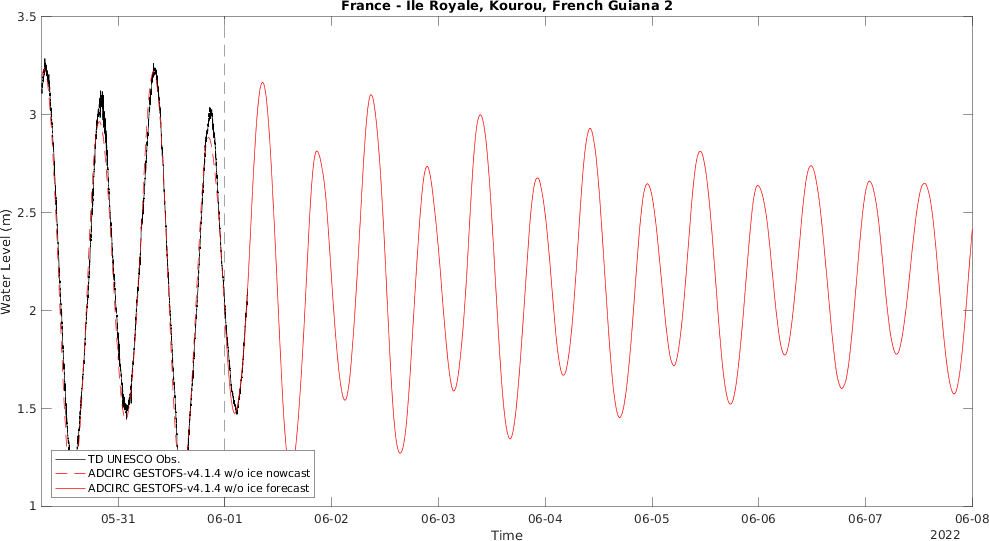 France - Ile Royale, Kourou, French Guiana 2
3.5
3
2.5
2
1.5
1
Water Level (m)
TD UNESCO Obs.
ADCIRC GESTOFS-v4.1.4 w/o ice nowcast
ADCIRC GESTOFS-v4.1.4 w/o ice forecast
05-31 06-01 06-02 06-03 06-04 06-05 06-06 06-07 06-08
Time
2022